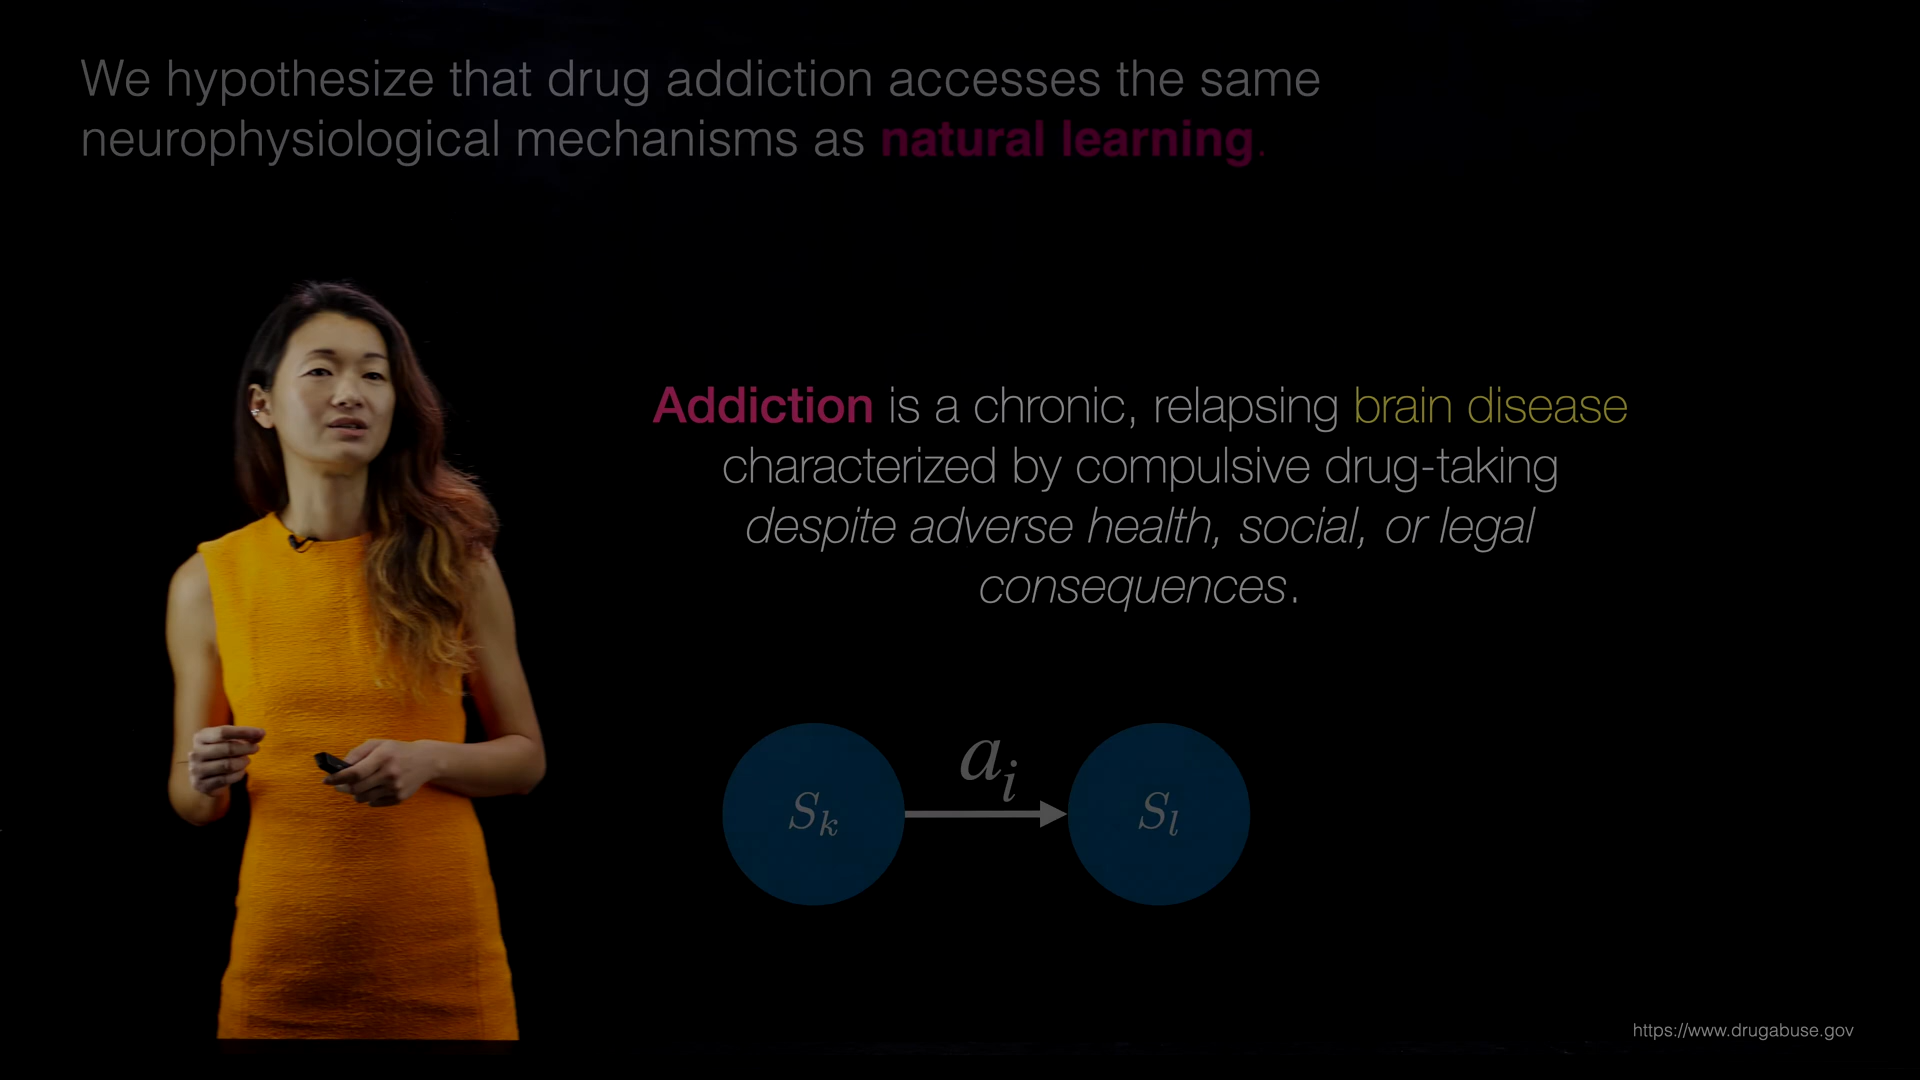 We hypothesize that drug addiction accesses the same
neurophysiological mechanisms as natural learning.
Addiction is a chronic, relapsing brain disease
characterized by compulsive drug-taking
despite adverse health, social, or legal
consequences.
a_i
S_k
S_l
https://www.drugabuse.gov